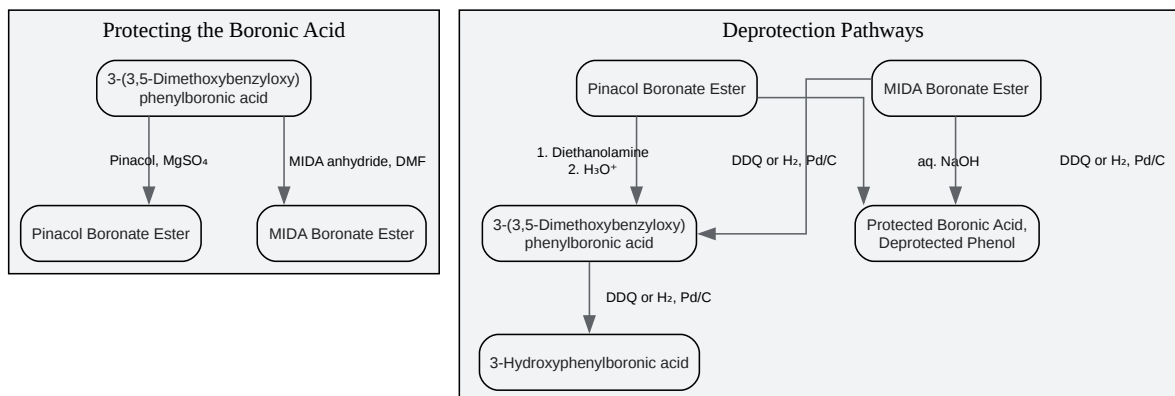 Protecting the Boronic Acid
3-(3,5-Dimethoxybenzyloxy)
phenylboronic acid
Pinacol, MgSO₄
MIDA anhydride, DMF
Pinacol Boronate Ester
MIDA Boronate Ester
Deprotection Pathways
Pinacol Boronate Ester
MIDA Boronate Ester
1. Diethanolamine
2. H₃O⁺
DDQ or H₂, Pd/C
aq. NaOH
DDQ or H₂, Pd/C
3-(3,5-Dimethoxybenzyloxy)
phenylboronic acid
Protected Boronic Acid,
Deprotected Phenol
DDQ or H₂, Pd/C
3-Hydroxyphenylboronic acid